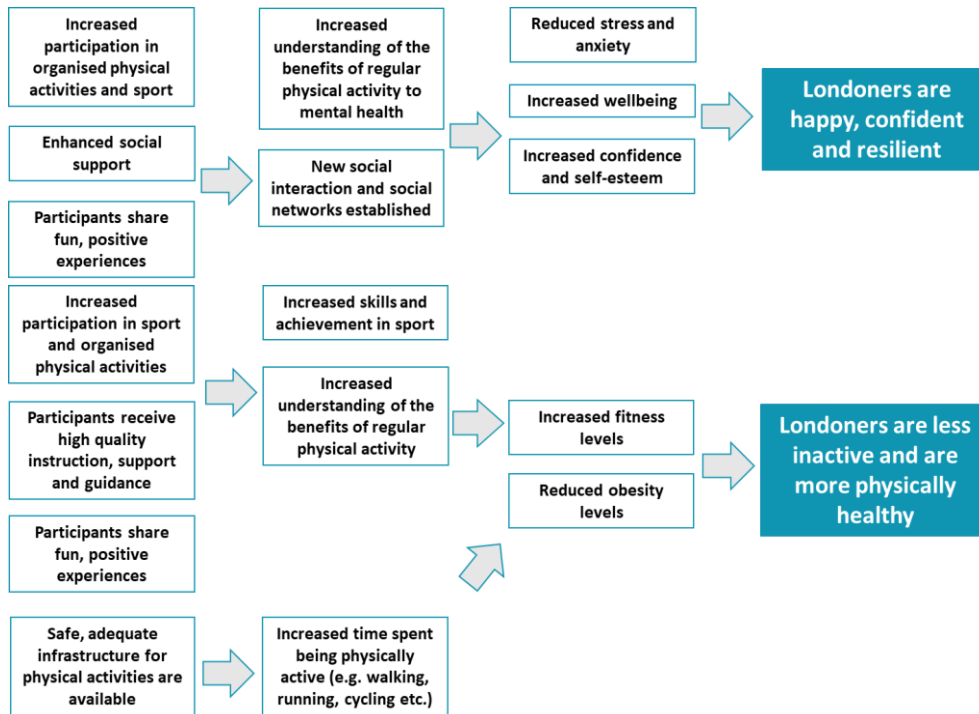 Increased
participation in
organised physical
activities and sport
Enhanced social
support
Participants share
fun, positive
experiences
Increased
understanding of the
benefits of regular
physical activity to
mental health
New social
interaction and social
networks established
Reduced stress and
anxiety
Increased wellbeing
Increased confidence
and self-esteem
Londoners are
happy, confident
and resilient
Increased
participation in sport
and organised
physical activities
Participants receive
high quality
instruction, support
and guidance
Participants share
fun, positive
experiences
Increased skills and
achievement in sport
Increased
understanding of the
benefits of regular
physical activity
Increased fitness
levels
Reduced obesity
levels
Londoners are less
inactive and are
more physically
healthy
Safe, adequate
infrastructure for
physical activities are
available
Increased time spent
being physically
active (e.g. walking,
running, cycling etc.)